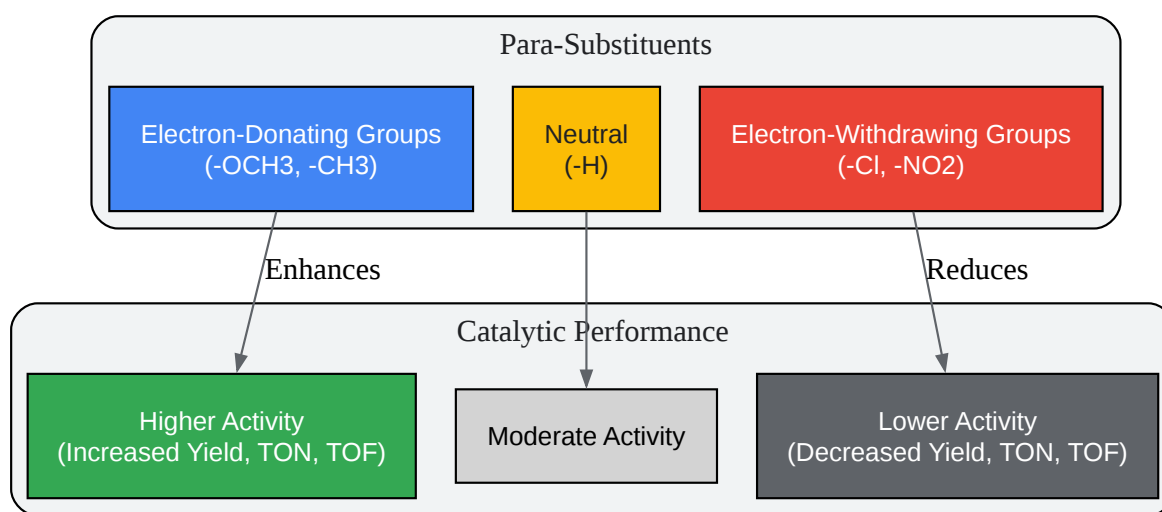 Para-Substituents
Electron-Donating Groups
(-OCH3, -CH3)
Neutral
(-H)
Electron-Withdrawing Groups
(-Cl, -NO2)
Enhances
Reduces
Catalytic Performance
Higher Activity
(Increased Yield, TON, TOF)
Moderate Activity
Lower Activity
(Decreased Yield, TON, TOF)